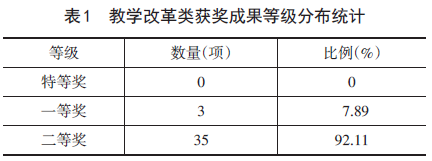 表1 教学改革类获奖成果等级分布统计
等级 数量(项) 比例(%)
特等奖 0 0
一等奖 3 7.89
二等奖 35 92.11